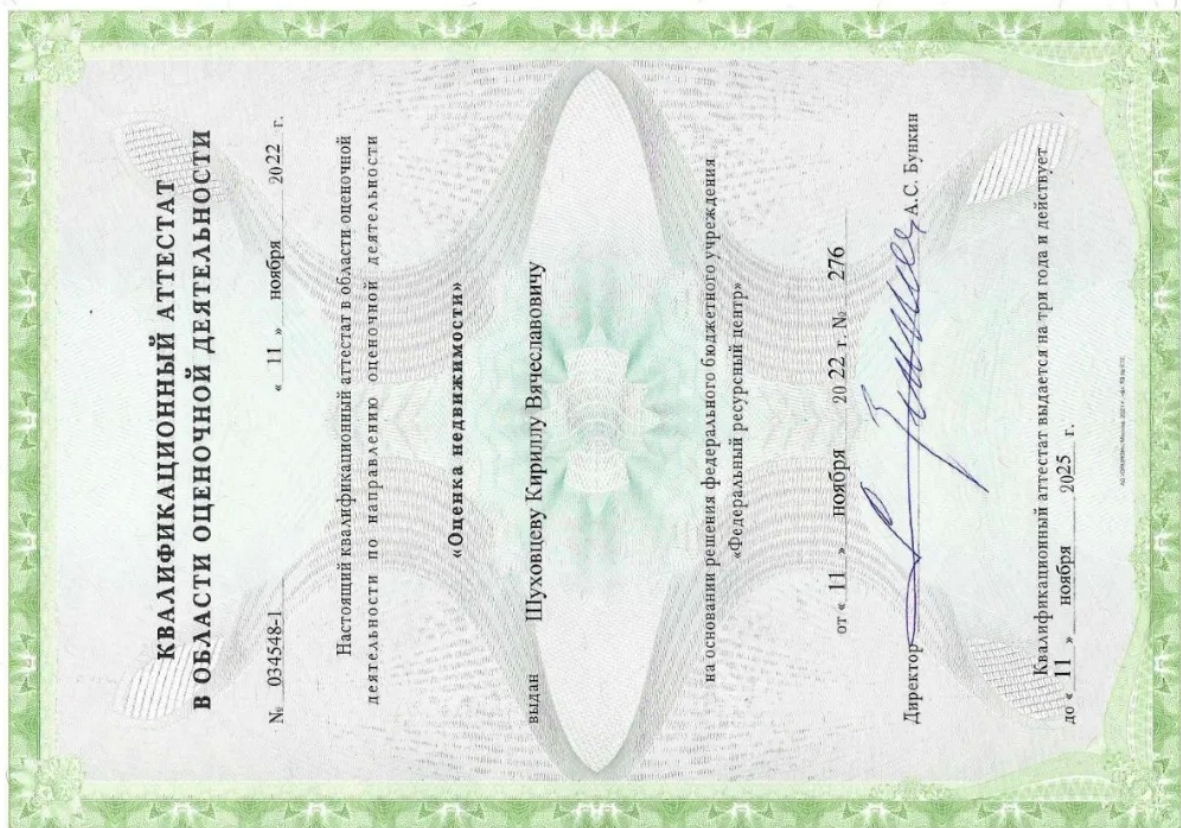 КВАЛИФИКАЦИОННЫЙ АТТЕСТАТ
В ОБЛАСТИ ОЦЕНОЧНОЙ ДЕЯТЕЛЬНОСТИ
№ 034548-1 « 11 » ноября 2022 г.
Настоящий квалификационный аттестат в области оценочной
деятельности по направлению оценочной деятельности
«Оценка недвижимости»
выдан Шуховцеву Кириллу Вячеславовичу
на основании решения федерального бюджетного учреждения
«Федеральный ресурсный центр»
от « 11 » ноября 20 22 г. № 276
Директор А.С. Бункин
Квалификационный аттестат выдается на три года и действует
до « 11 » ноября 2025 г.